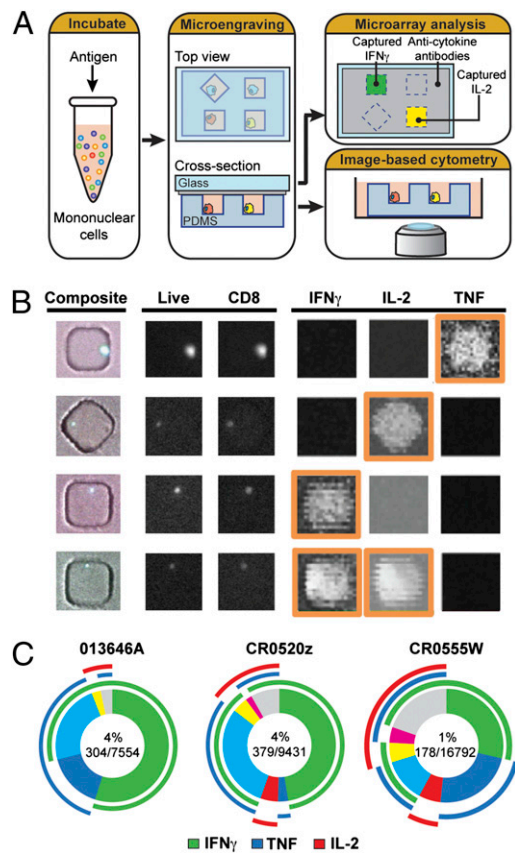 A
Incubate
Antigen
Mononuclear
cells
Microengraving
Top view
Cross-section
Glass
PDMS
Microarray analysis
Captured
IFNγ
Anti-cytokine
antibodies
Captured
IL-2
Image-based cytometry
B
Composite Live CD8 IFNγ IL-2 TNF
C
013646A CR0520z CR0555W
4%
304/7554
4%
379/9431
1%
178/16792
IFNγ TNF IL-2